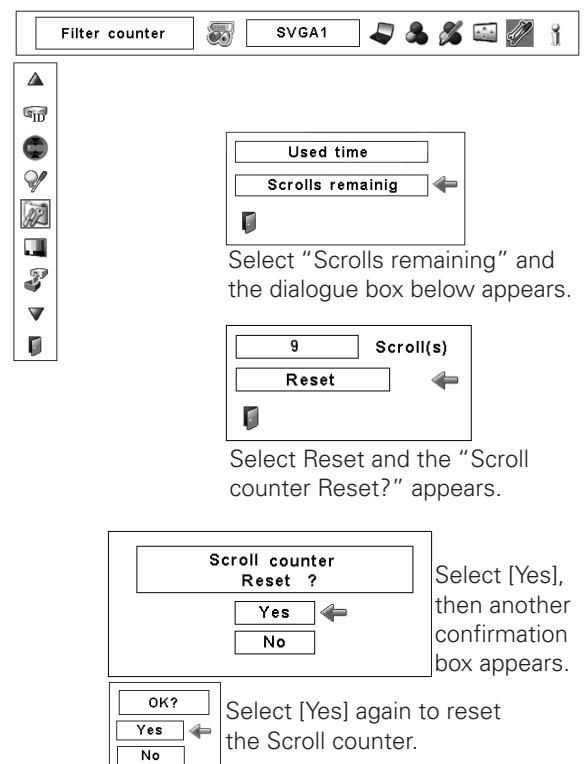 Filter counter
SVGA1
ID
Used time
Scrolls remainig
Select “Scrolls remaining” and
the dialogue box below appears.
9 Scroll(s)
Reset
Select Reset and the “Scroll
counter Reset?” appears.
Scroll counter
Reset ?
Yes
No
Select [Yes],
then another
confirmation
box appears.
OK?
Yes
No
Select [Yes] again to reset
the Scroll counter.